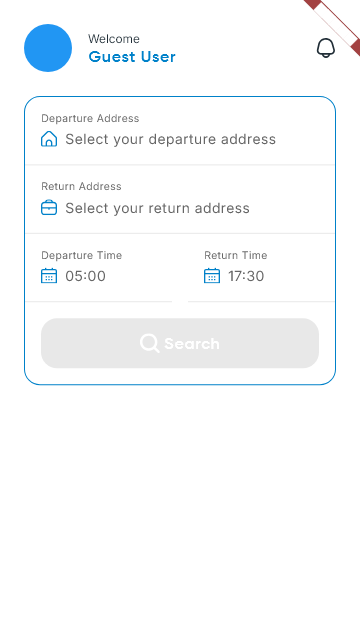 Welcome
Guest User
Departure Address
Select your departure address
Return Address
Select your return address
Departure Time
Return Time
05:00
17:30
Search